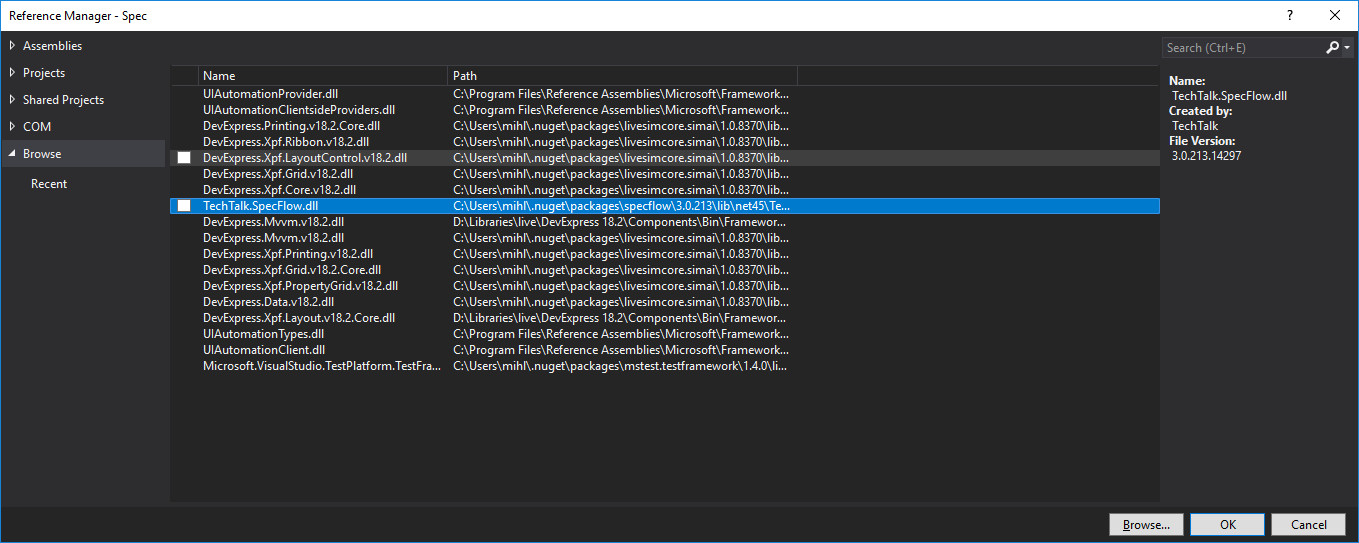 Reference Manager - Spec
Assemblies
Projects
Shared Projects
COM
Browse
Recent
Name Path
UIAutomationProvider.dll C:\Program Files\Reference Assemblies\Microsoft\Framework...
UIAutomationClientsideProviders.dll C:\Program Files\Reference Assemblies\Microsoft\Framework...
DevExpress.Printing.v18.2.Core.dll C:\Users\mihl\.nuget\packages\livesimcore.simai\1.0.8370\lib...
DevExpress.Xpf.Ribbon.v18.2.dll C:\Users\mihl\.nuget\packages\livesimcore.simai\1.0.8370\lib...
DevExpress.Xpf.LayoutControl.v18.2.dll C:\Users\mihl\.nuget\packages\livesimcore.simai\1.0.8370\lib...
DevExpress.Xpf.Grid.v18.2.dll C:\Users\mihl\.nuget\packages\livesimcore.simai\1.0.8370\lib...
DevExpress.Xpf.Core.v18.2.dll C:\Users\mihl\.nuget\packages\livesimcore.simai\1.0.8370\lib...
TechTalk.SpecFlow.dll C:\Users\mihl\.nuget\packages\specflow\3.0.213\lib\net45\Te...
DevExpress.Mvvm.v18.2.dll D:\Libraries\live\DevExpress 18.2\Components\Bin\Framewor...
DevExpress.Mvvm.v18.2.dll C:\Users\mihl\.nuget\packages\livesimcore.simai\1.0.8370\lib...
DevExpress.Xpf.Printing.v18.2.dll C:\Users\mihl\.nuget\packages\livesimcore.simai\1.0.8370\lib...
DevExpress.Xpf.Grid.v18.2.Core.dll C:\Users\mihl\.nuget\packages\livesimcore.simai\1.0.8370\lib...
DevExpress.Xpf.PropertyGrid.v18.2.dll C:\Users\mihl\.nuget\packages\livesimcore.simai\1.0.8370\lib...
DevExpress.Data.v18.2.dll C:\Users\mihl\.nuget\packages\livesimcore.simai\1.0.8370\lib...
DevExpress.Xpf.Layout.v18.2.Core.dll D:\Libraries\live\DevExpress 18.2\Components\Bin\Framewor...
UIAutomationTypes.dll C:\Program Files\Reference Assemblies\Microsoft\Framework...
UIAutomationClient.dll C:\Program Files\Reference Assemblies\Microsoft\Framework...
Microsoft.VisualStudio.TestPlatform.TestFra... C:\Users\mihl\.nuget\packages\mstest.testframework\1.4.0\li...
Search (Ctrl+E)
Name:
TechTalk.SpecFlow.dll
Created by:
TechTalk
File Version:
3.0.213.14297
Browse... OK Cancel